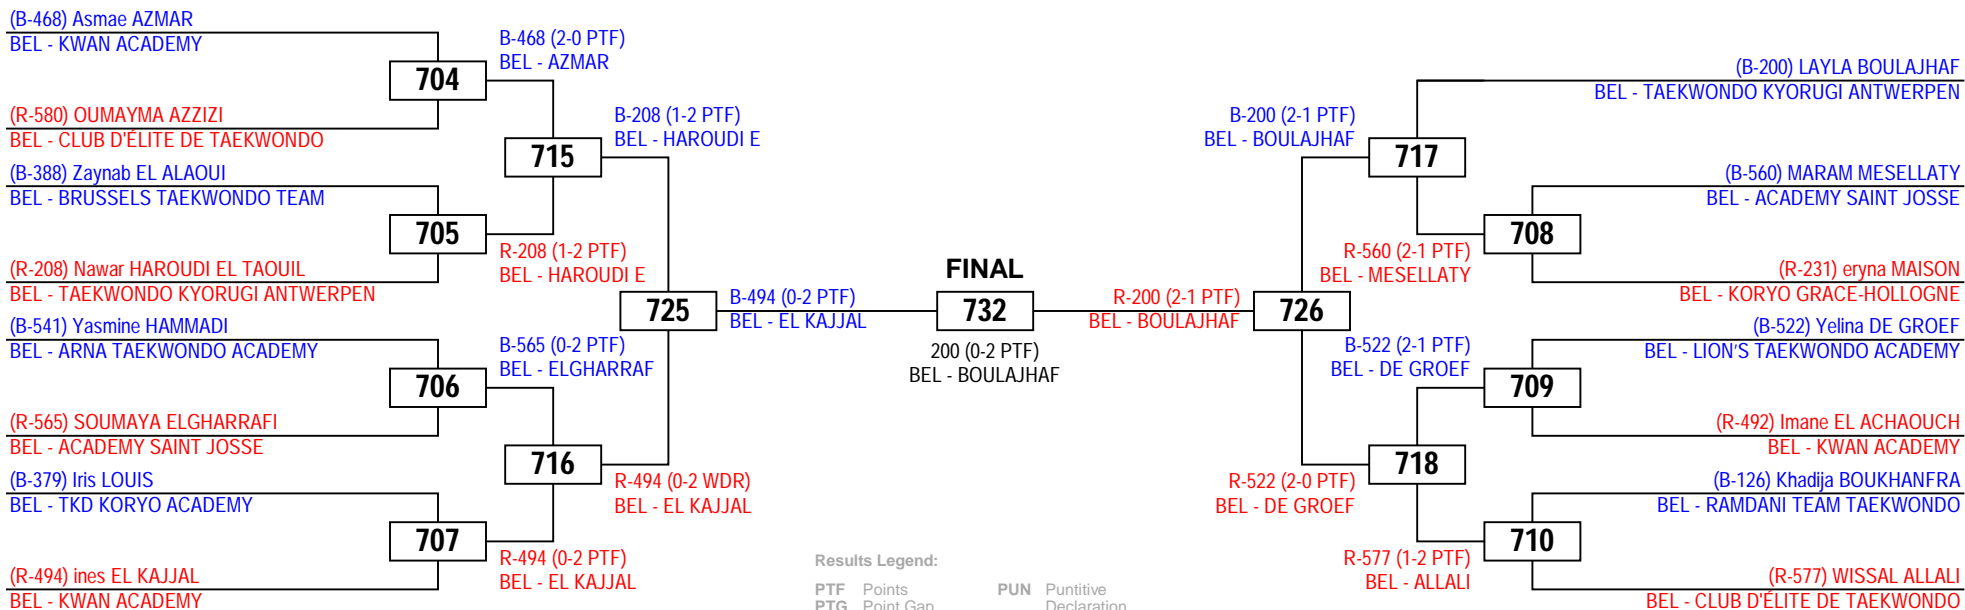 (B-468) Asmae AZMAR
BEL - KWAN ACADEMY
704
B-468 (2-0 PTF)
BEL - AZMAR
(R-580) OUMAYMA AZZIZI
BEL - CLUB D'ÉLITE DE TAEKWONDO
715
B-208 (1-2 PTF)
BEL - HAROUDI E
(B-388) Zaynab EL ALAOUI
BEL - BRUSSELS TAEKWONDO TEAM
705
R-208 (1-2 PTF)
BEL - HAROUDI E
(R-208) Nawar HAROUDI EL TAOUIL
BEL - TAEKWONDO KYORUGI ANTWERPEN
725
B-494 (0-2 PTF)
BEL - EL KAJJAL
(B-541) Yasmine HAMMADI
BEL - ARNA TAEKWONDO ACADEMY
706
B-565 (0-2 PTF)
BEL - ELGHARRAF
(R-565) SOUMAYA ELGHARRAFI
BEL - ACADEMY SAINT JOSSE
716
R-494 (0-2 WDR)
BEL - EL KAJJAL
(B-379) Iris LOUIS
BEL - TKD KORYO ACADEMY
707
R-494 (0-2 PTF)
BEL - EL KAJJAL
(R-494) ines EL KAJJAL
BEL - KWAN ACADEMY
FINAL
732
200 (0-2 PTF)
BEL - BOULAJHAF
R-200 (2-1 PTF)
BEL - BOULAJHAF
726
B-200 (2-1 PTF)
BEL - BOULAJHAF
717
(B-200) LAYLA BOULAJHAF
BEL - TAEKWONDO KYORUGI ANTWERPEN
(B-560) MARAM MESELLATY
BEL - ACADEMY SAINT JOSSE
708
R-560 (2-1 PTF)
BEL - MESELLATY
(R-231) eryna MAISON
BEL - KORYO GRACE-HOLLOGNE
(B-522) Yelina DE GROEF
BEL - LION'S TAEKWONDO ACADEMY
709
B-522 (2-1 PTF)
BEL - DE GROEF
(R-492) Imane EL ACHAOUCH
BEL - KWAN ACADEMY
718
R-522 (2-0 PTF)
BEL - DE GROEF
(B-126) Khadija BOUKHANFRA
BEL - RAMDANI TEAM TAEKWONDO
710
R-577 (1-2 PTF)
BEL - ALLALI
(R-577) WISSAL ALLALI
BEL - CLUB D'ÉLITE DE TAEKWONDO
Results Legend:
PTF Points
PUN Puntitive
PTG Point Gap
Declaration